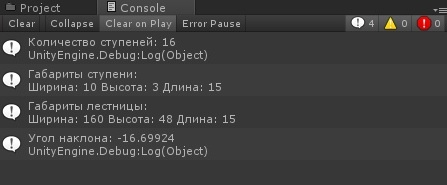 Project Console
Clear Collapse Clear on Play Error Pause 4 0 0
Количество ступеней: 16
UnityEngine.Debug:Log(Object)
Габариты ступени:
Ширина: 10 Высота: 3 Длина: 15
Габариты лестницы:
Ширина: 160 Высота: 48 Длина: 15
Угол наклона: -16.69924
UnityEngine.Debug:Log(Object)